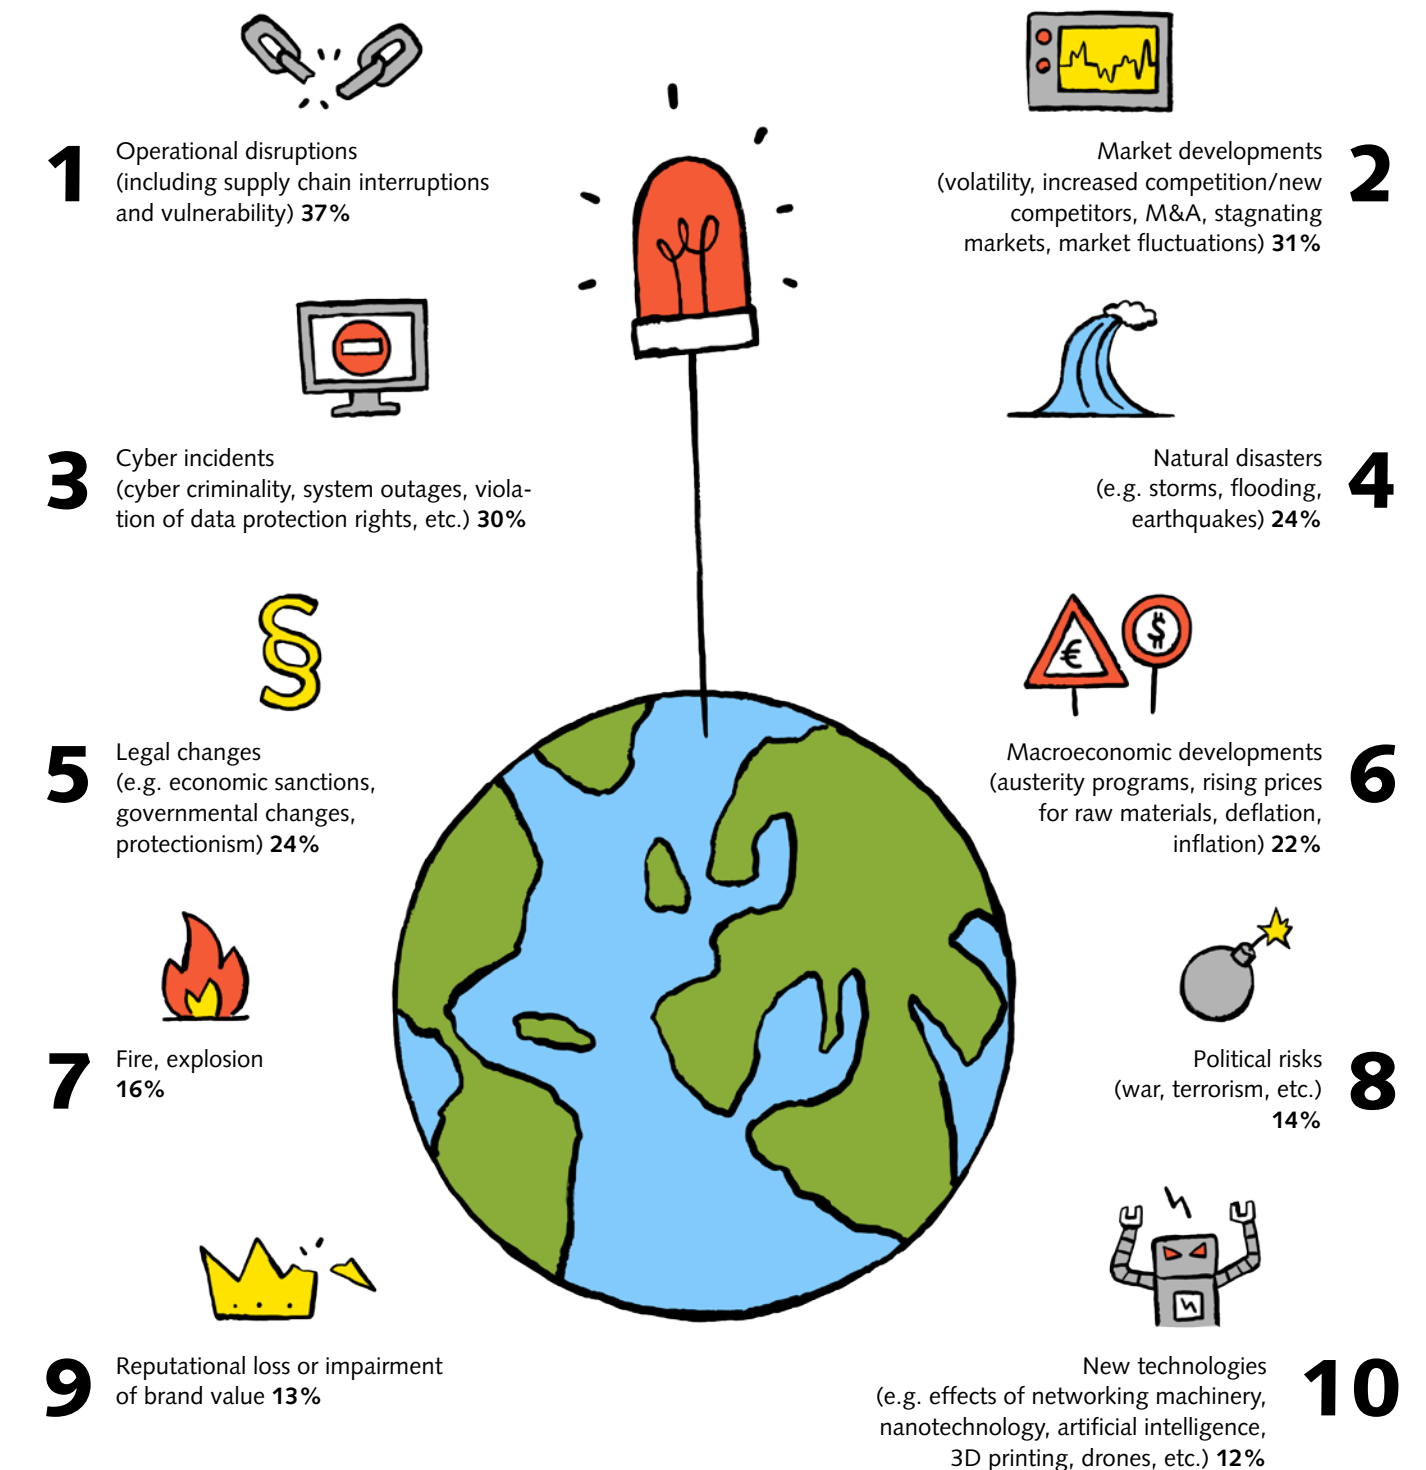 1
Operational disruptions
(including supply chain interruptions
and vulnerability) 37%
2
Market developments
(volatility, increased competition/new
competitors, M&A, stagnating
markets, market fluctuations) 31%
3
Cyber incidents
(cyber criminality, system outages, viola-
tion of data protection rights, etc.) 30%
4
Natural disasters
(e.g. storms, flooding,
earthquakes) 24%
§
5
Legal changes
(e.g. economic sanctions,
governmental changes,
protectionism) 24%
€ $
6
Macroeconomic developments
(austerity programs, rising prices
for raw materials, deflation,
inflation) 22%
7
Fire, explosion
16%
8
Political risks
(war, terrorism, etc.)
14%
9
Reputational loss or impairment
of brand value 13%
10
New technologies
(e.g. effects of networking machinery,
nanotechnology, artificial intelligence,
3D printing, drones, etc.) 12%